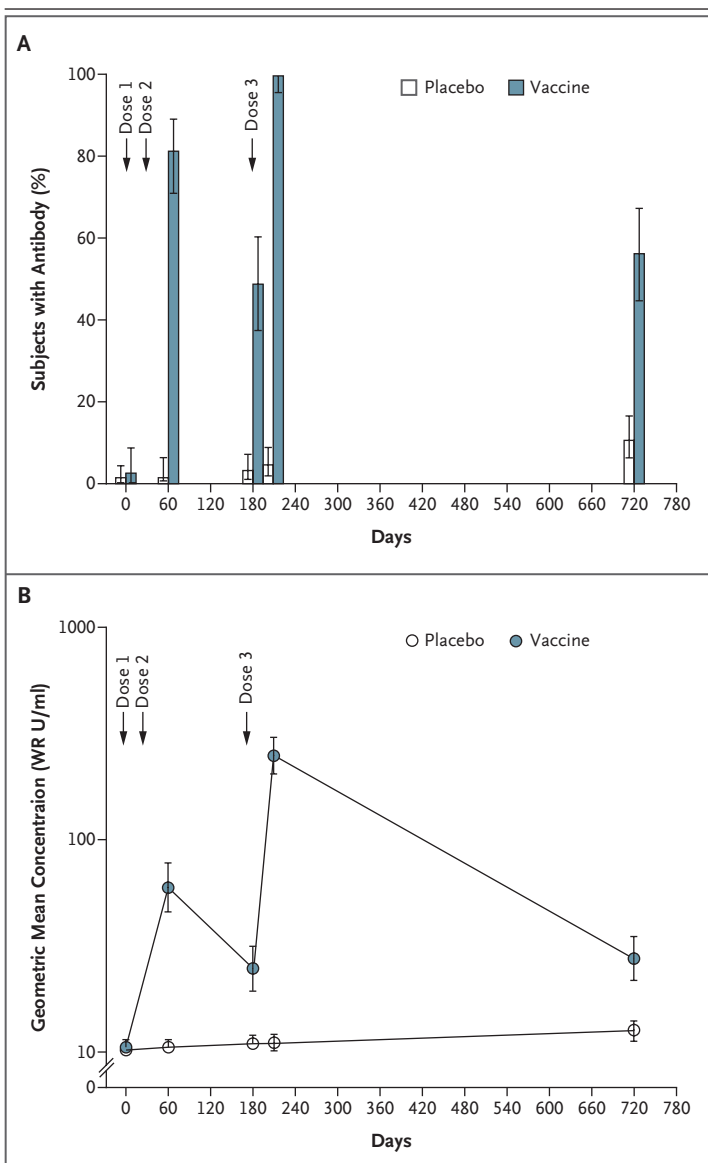 A
Placebo Vaccine
Dose 1
Dose 2
Dose 3
Subjects with Antibody (%)
100
80
60
40
20
0
0 60 120 180 240 300 360 420 480 540 600 660 720 780
Days
B
Placebo Vaccine
Dose 1
Dose 2
Dose 3
Geometric Mean Concentraion (WR U/ml)
1000
100
10
0
0 60 120 180 240 300 360 420 480 540 600 660 720 780
Days